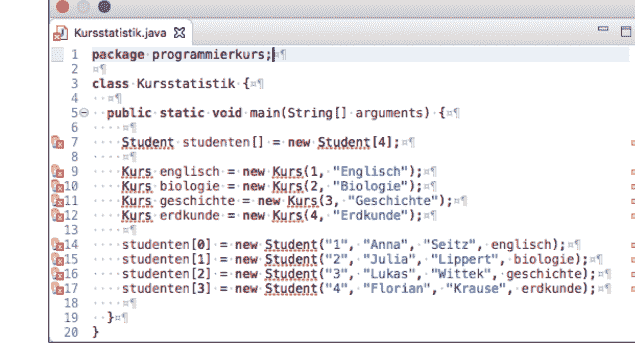 Kursstatistik.java
1 package programmierkurs;
2
3 class Kursstatistik {
4
5 public static void main(String[] arguments) {
6
7 Student studenten[] = new Student[4];
8
9 Kurs englisch = new Kurs(1, "Englisch");
10 Kurs biologie = new Kurs(2, "Biologie");
11 Kurs geschichte = new Kurs(3, "Geschichte");
12 Kurs erdkunde = new Kurs(4, "Erdkunde");
13
14 studenten[0] = new Student("1", "Anna", "Seitz", englisch);
15 studenten[1] = new Student("2", "Julia", "Lippert", biologie);
16 studenten[2] = new Student("3", "Lukas", "Wittek", geschichte);
17 studenten[3] = new Student("4", "Florian", "Krause", erdkunde);
18
19 }
20 }